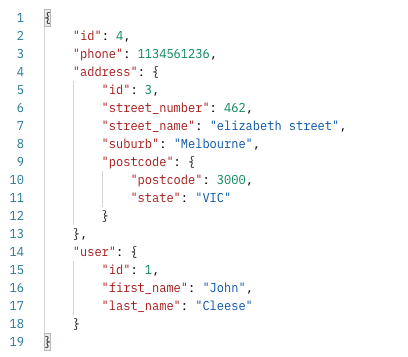 1 {
2     "id": 4,
3     "phone": 1134561236,
4     "address": {
5         "id": 3,
6         "street_number": 462,
7         "street_name": "elizabeth street",
8         "suburb": "Melbourne",
9         "postcode": {
10             "postcode": 3000,
11             "state": "VIC"
12         }
13     },
14     "user": {
15         "id": 1,
16         "first_name": "John",
17         "last_name": "Cleese"
18     }
19 }